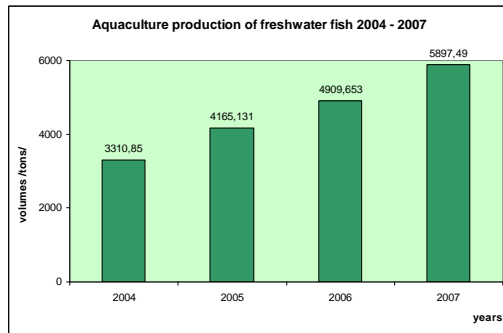 Aquaculture production of freshwater fish 2004 - 2007
volumes /tons/
6000
4000
2000
0
3310,85
4165,131
4909,653
5897,49
2004 2005 2006 2007
years